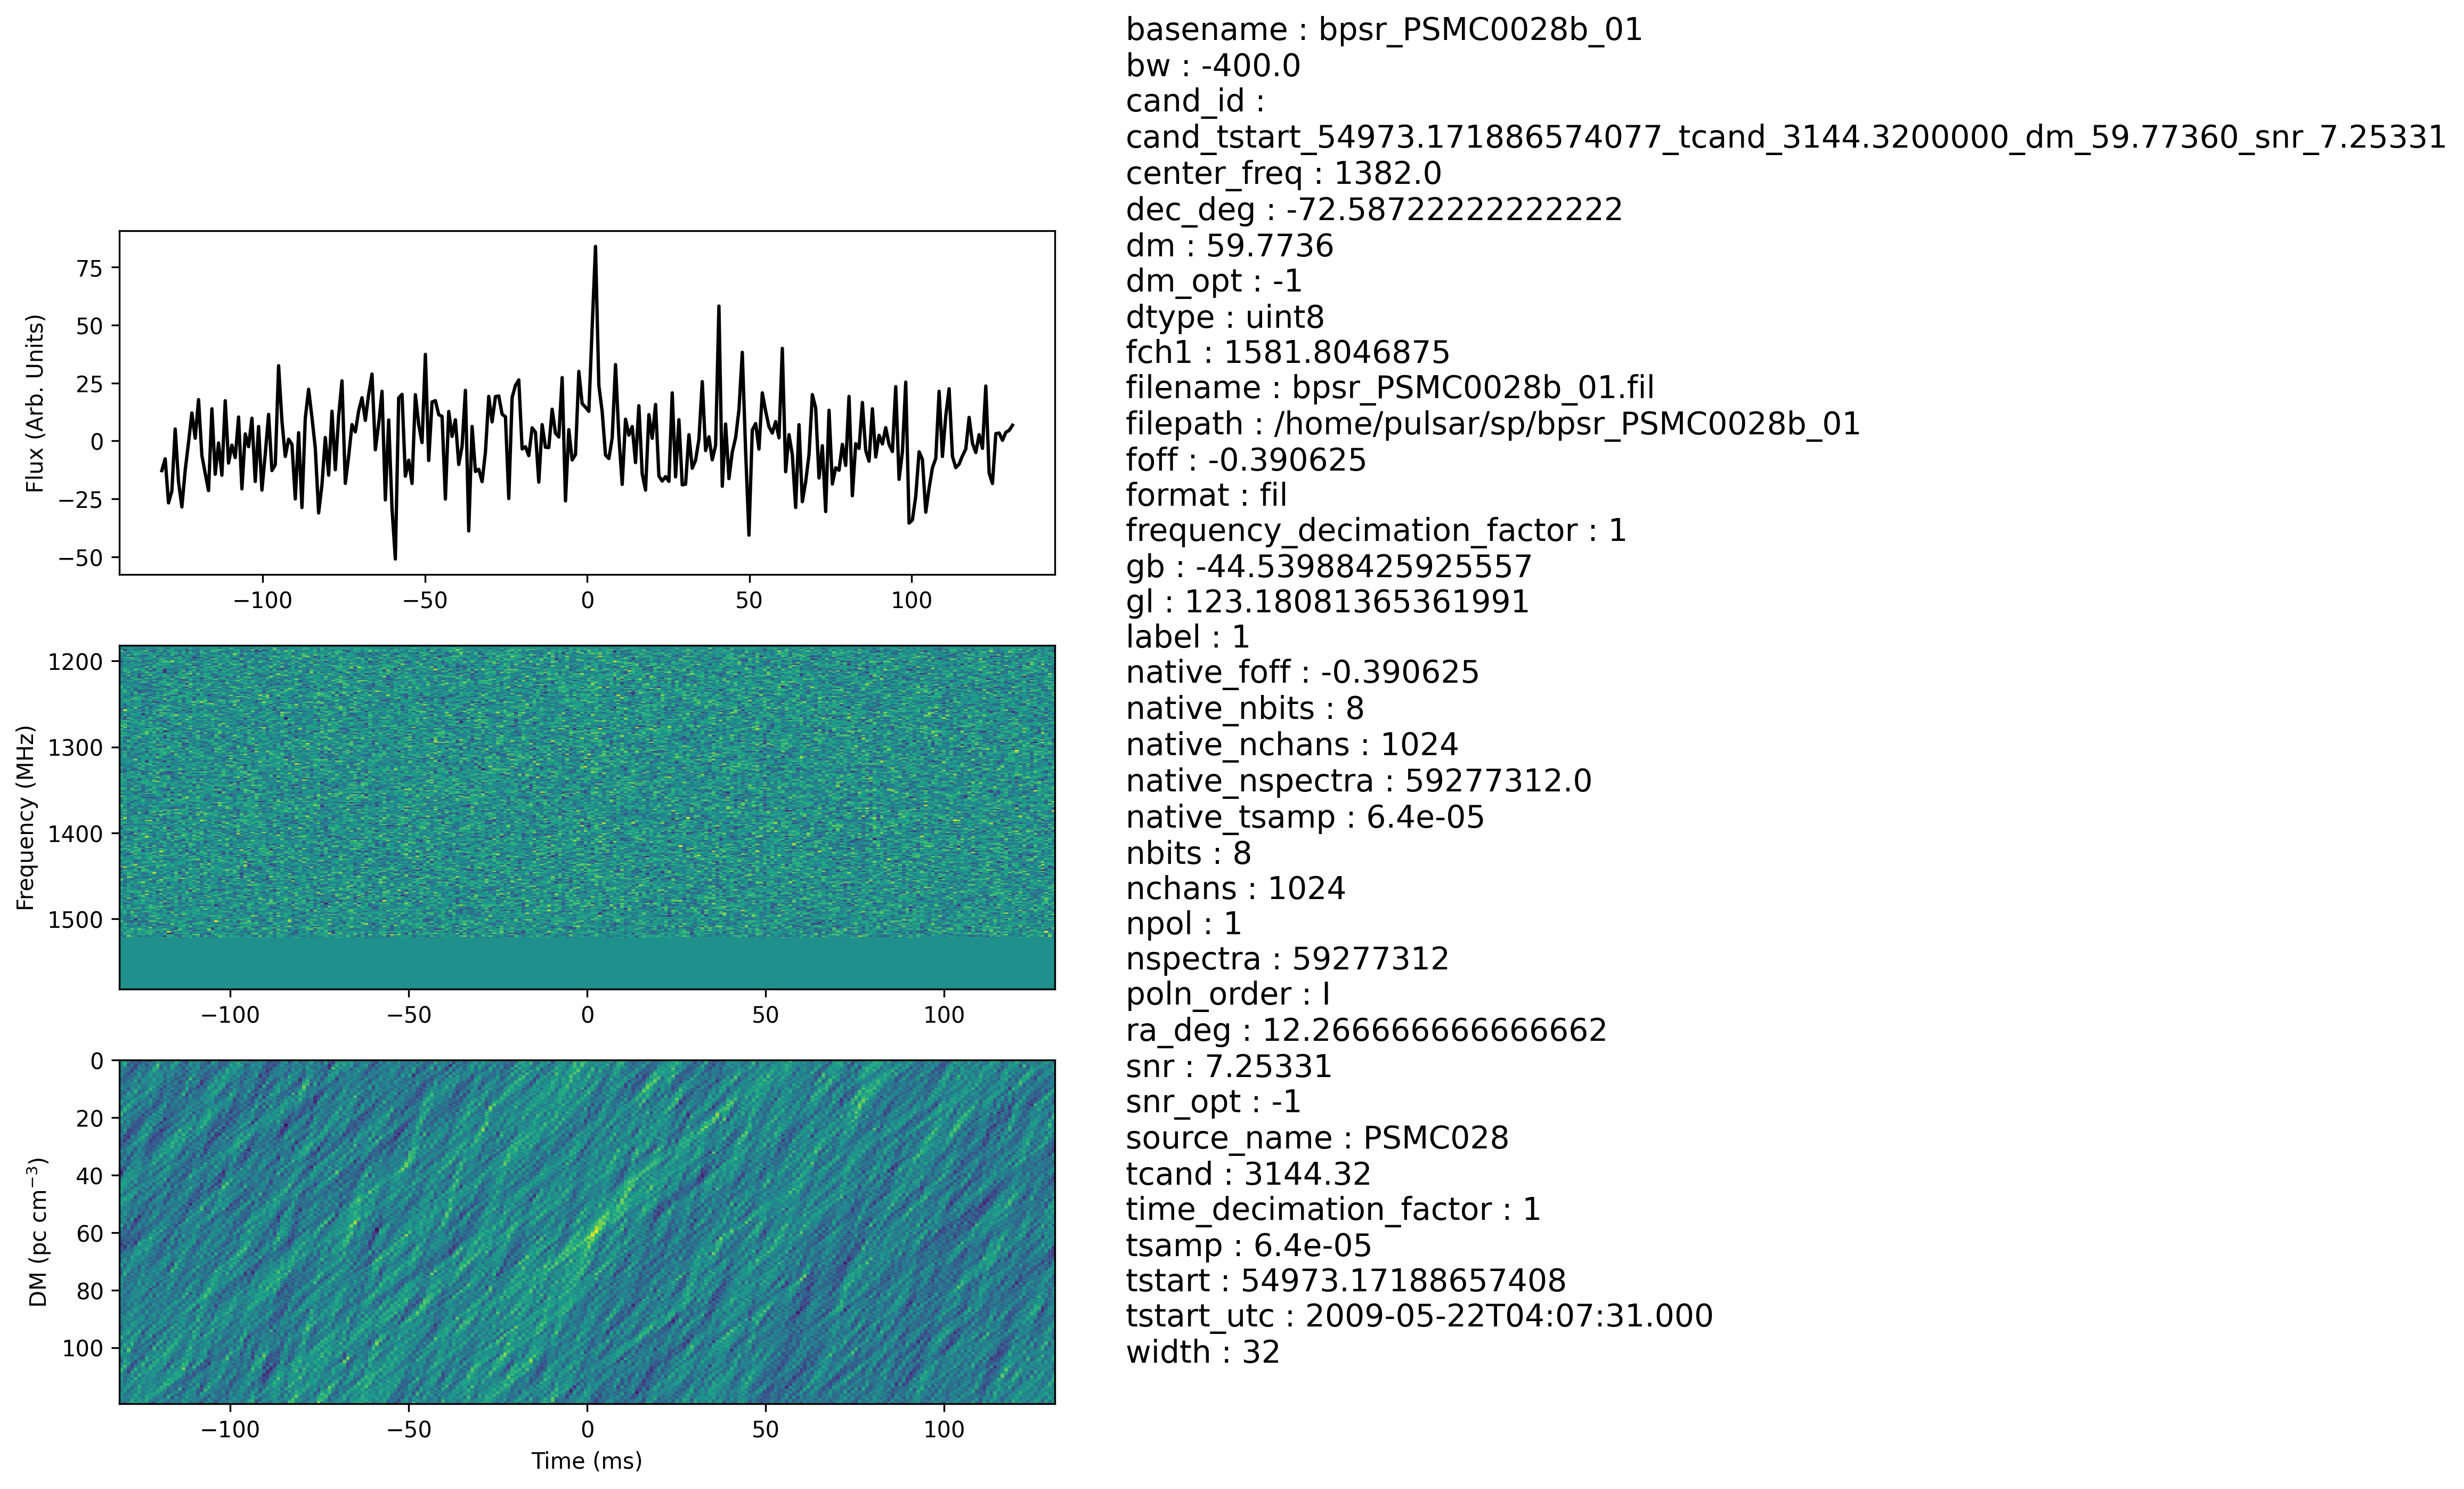 basename : bpsr_PSMC0028b_01
bw : -400.0
cand_id :
cand_tstart_54973.171886574077_tcand_3144.3200000_dm_59.77360_snr_7.25331
center_freq : 1382.0
dec_deg : -72.58722222222222
dm : 59.7736
dm_opt : -1
dtype : uint8
fch1 : 1581.8046875
filename : bpsr_PSMC0028b_01.fil
filepath : /home/pulsar/sp/bpsr_PSMC0028b_01
foff : -0.390625
format : fil
frequency_decimation_factor : 1
gb : -44.53988425925557
gl : 123.18081365361991
label : 1
native_foff : -0.390625
native_nbits : 8
native_nchans : 1024
native_nspectra : 59277312.0
native_tsamp : 6.4e-05
nbits : 8
nchans : 1024
npol : 1
nspectra : 59277312
poln_order : I
ra_deg : 12.266666666666662
snr : 7.25331
snr_opt : -1
source_name : PSMC028
tcand : 3144.32
time_decimation_factor : 1
tsamp : 6.4e-05
tstart : 54973.17188657408
tstart_utc : 2009-05-22T04:07:31.000
width : 32
Flux (Arb. Units)
75
50
25
0
−25
−50
−100 −50 0 50 100
Frequency (MHz)
1200
1300
1400
1500
−100 −50 0 50 100
DM (pc cm⁻³)
0
20
40
60
80
100
−100 −50 0 50 100
Time (ms)